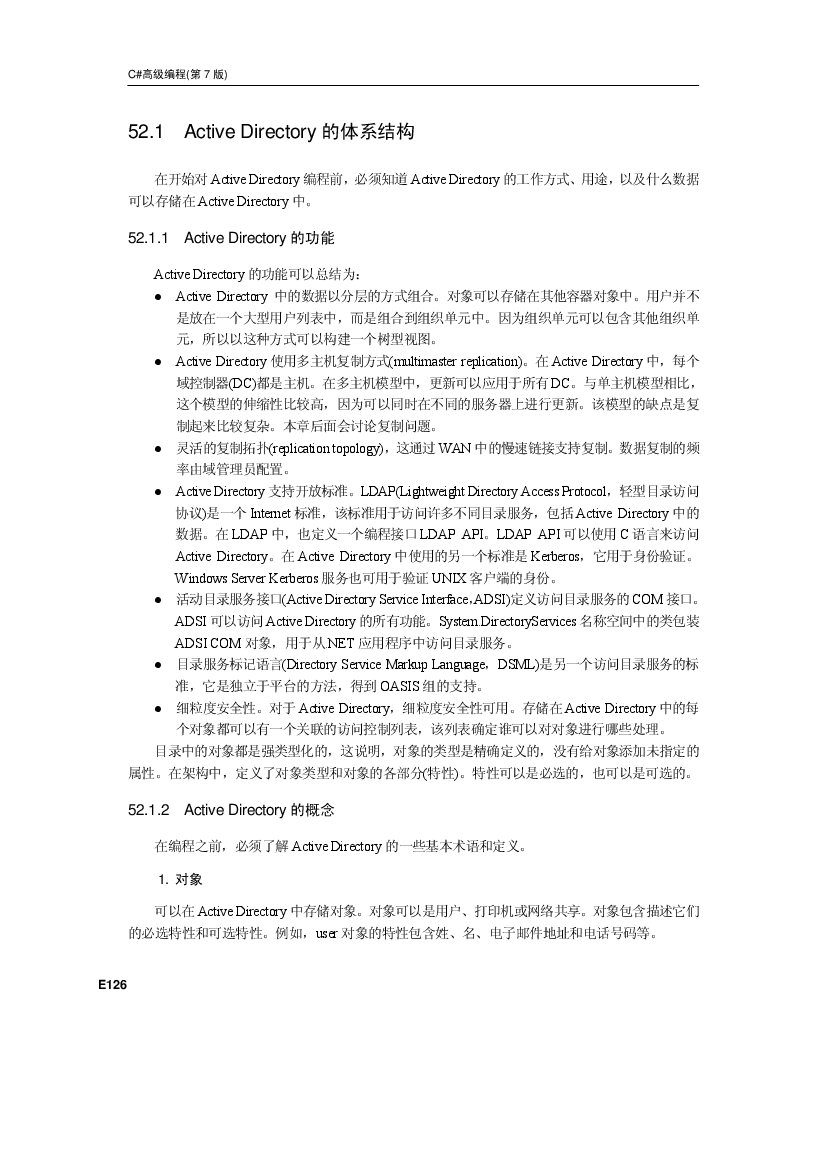 C#高级编程(第 7 版)
52.1 Active Directory 的体系结构
在开始对 Active Directory 编程前，必须知道 Active Directory 的工作方式、用途，以及什么数据
可以存储在 Active Directory 中。
52.1.1 Active Directory 的功能
Active Directory 的功能可以总结为：
● Active Directory 中的数据以分层的方式组合。对象可以存储在其他容器对象中。用户并不
是放在一个大型用户列表中，而是组合到组织单元中。因为组织单元可以包含其他组织单
元，所以以这种方式可以构建一个树型视图。
● Active Directory 使用多主机复制方式(multimaster replication)。在 Active Directory 中，每个
域控制器(DC)都是主机。在多主机模型中，更新可以应用于所有 DC。与单主机模型相比，
这个模型的伸缩性比较高，因为可以同时在不同的服务器上进行更新。该模型的缺点是复
制起来比较复杂。本章后面会讨论复制问题。
● 灵活的复制拓扑(replication topology)，这通过 WAN 中的慢速链接支持复制。数据复制的频
率由域管理员配置。
● Active Directory 支持开放标准。LDAP(Lightweight Directory Access Protocol，轻型目录访问
协议)是一个 Internet 标准，该标准用于访问许多不同目录服务，包括 Active Directory 中的
数据。在 LDAP 中，也定义一个编程接口 LDAP API。LDAP API 可以使用 C 语言来访问
Active Directory。在 Active Directory 中使用的另一个标准是 Kerberos，它用于身份验证。
Windows Server Kerberos 服务也可用于验证 UNIX 客户端的身份。
● 活动目录服务接口(Active Directory Service Interface，ADSI)定义访问目录服务的 COM 接口。
ADSI 可以访问 Active Directory 的所有功能。System.DirectoryServices 名称空间中的类包装
ADSI COM 对象，用于从.NET 应用程序中访问目录服务。
● 目录服务标记语言(Directory Service Markup Language，DSML)是另一个访问目录服务的标
准，它是独立于平台的方法，得到 OASIS 组的支持。
● 细粒度安全性。对于 Active Directory，细粒度安全性可用。存储在 Active Directory 中的每
个对象都可以有一个关联的访问控制列表，该列表确定谁可以对对象进行哪些处理。
目录中的对象都是强类型化的，这说明，对象的类型是精确定义的，没有给对象添加未指定的
属性。在架构中，定义了对象类型和对象的各部分(特性)。特性可以是必选的，也可以是可选的。
52.1.2 Active Directory 的概念
在编程之前，必须了解 Active Directory 的一些基本术语和定义。
1. 对象
可以在 Active Directory 中存储对象。对象可以是用户、打印机或网络共享。对象包含描述它们
的必选特性和可选特性。例如，user 对象的特性包含姓、名、电子邮件地址和电话号码等。
E126